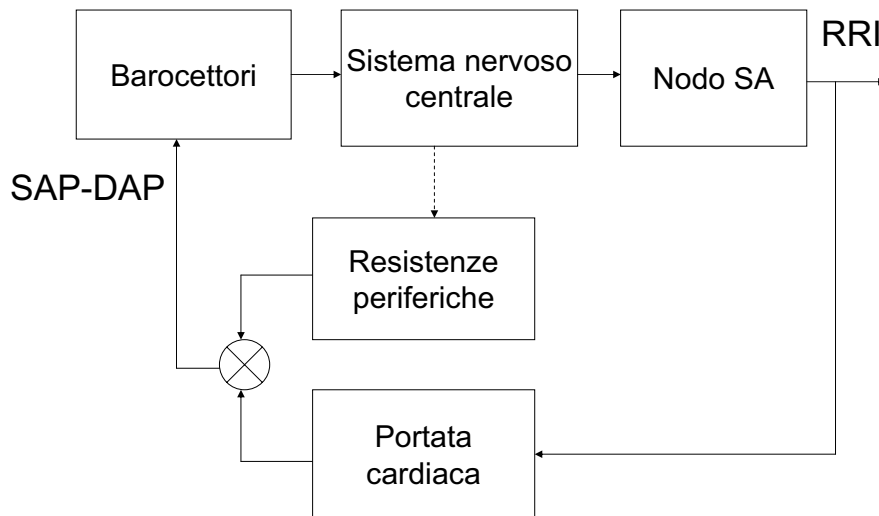 RRI
Barocettori
Sistema nervoso
centrale
Nodo SA
SAP-DAP
Resistenze
periferiche
Portata
cardiaca